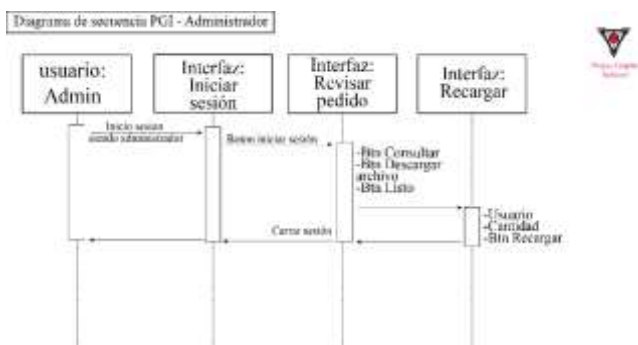 Diagrama de secuencia PGI - Administrador
usuario:
Admin
Interfaz:
Iniciar
sesión
Interfaz:
Revisar
pedido
Interfaz:
Recargar
Inicio sesion
siendo administrador
Boton iniciar sesión
-Btn Consultar
-Btn Descargar
archivo
-Btn Listo
-Usuario
-Cantidad
-Btn Recargar
Cerrar sesión